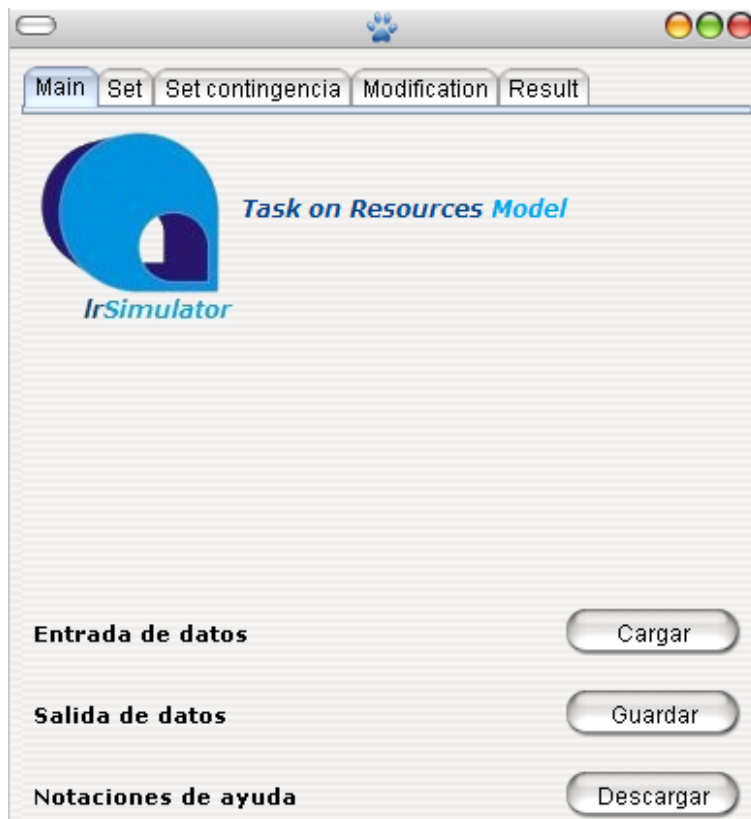 Main Set Set contingencia Modification Result
Task on Resources Model
IrSimulator
Entrada de datos Cargar
Salida de datos Guardar
Notaciones de ayuda Descargar